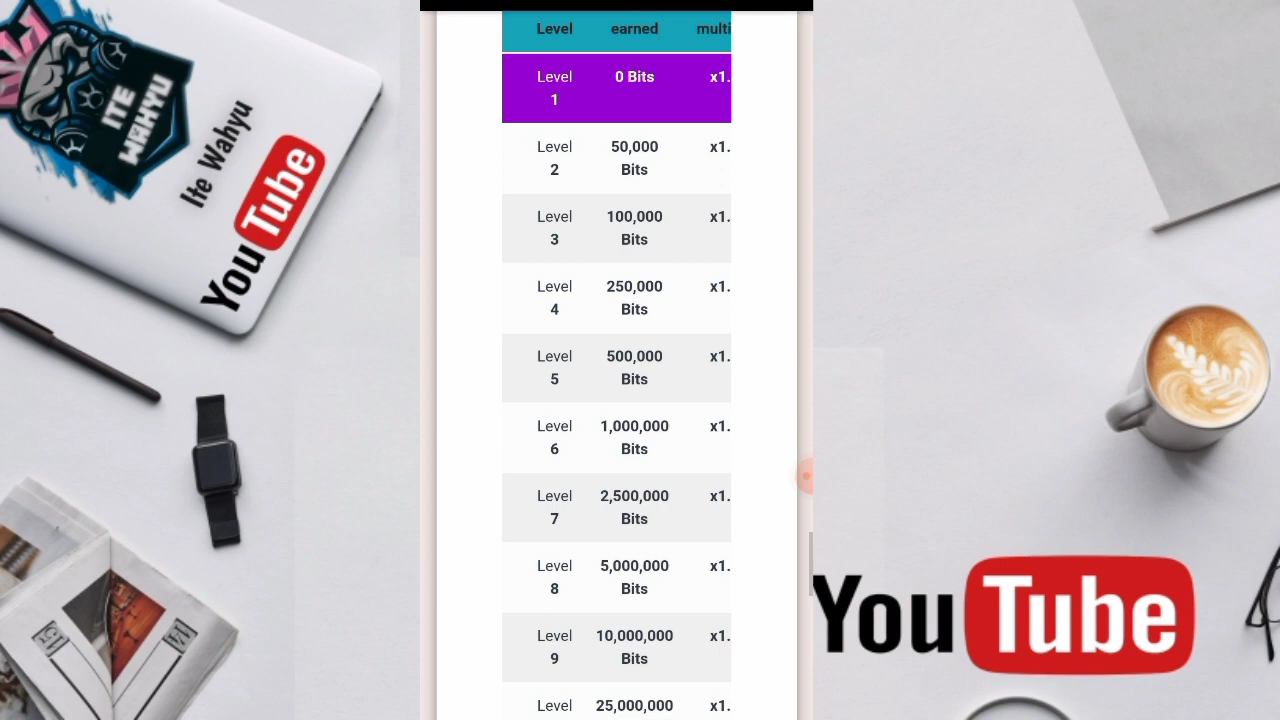 ITE
WAHYU
Ite Wahyu
YouTube
Level earned multi
Level 0 Bits x1.
1
Level 50,000 x1.
2 Bits
Level 100,000 x1.
3 Bits
Level 250,000 x1.
4 Bits
Level 500,000 x1.
5 Bits
Level 1,000,000 x1.
6 Bits
Level 2,500,000 x1.
7 Bits
Level 5,000,000 x1.
8 Bits
Level 10,000,000 x1.
9 Bits
Level 25,000,000 x1.
YouTube